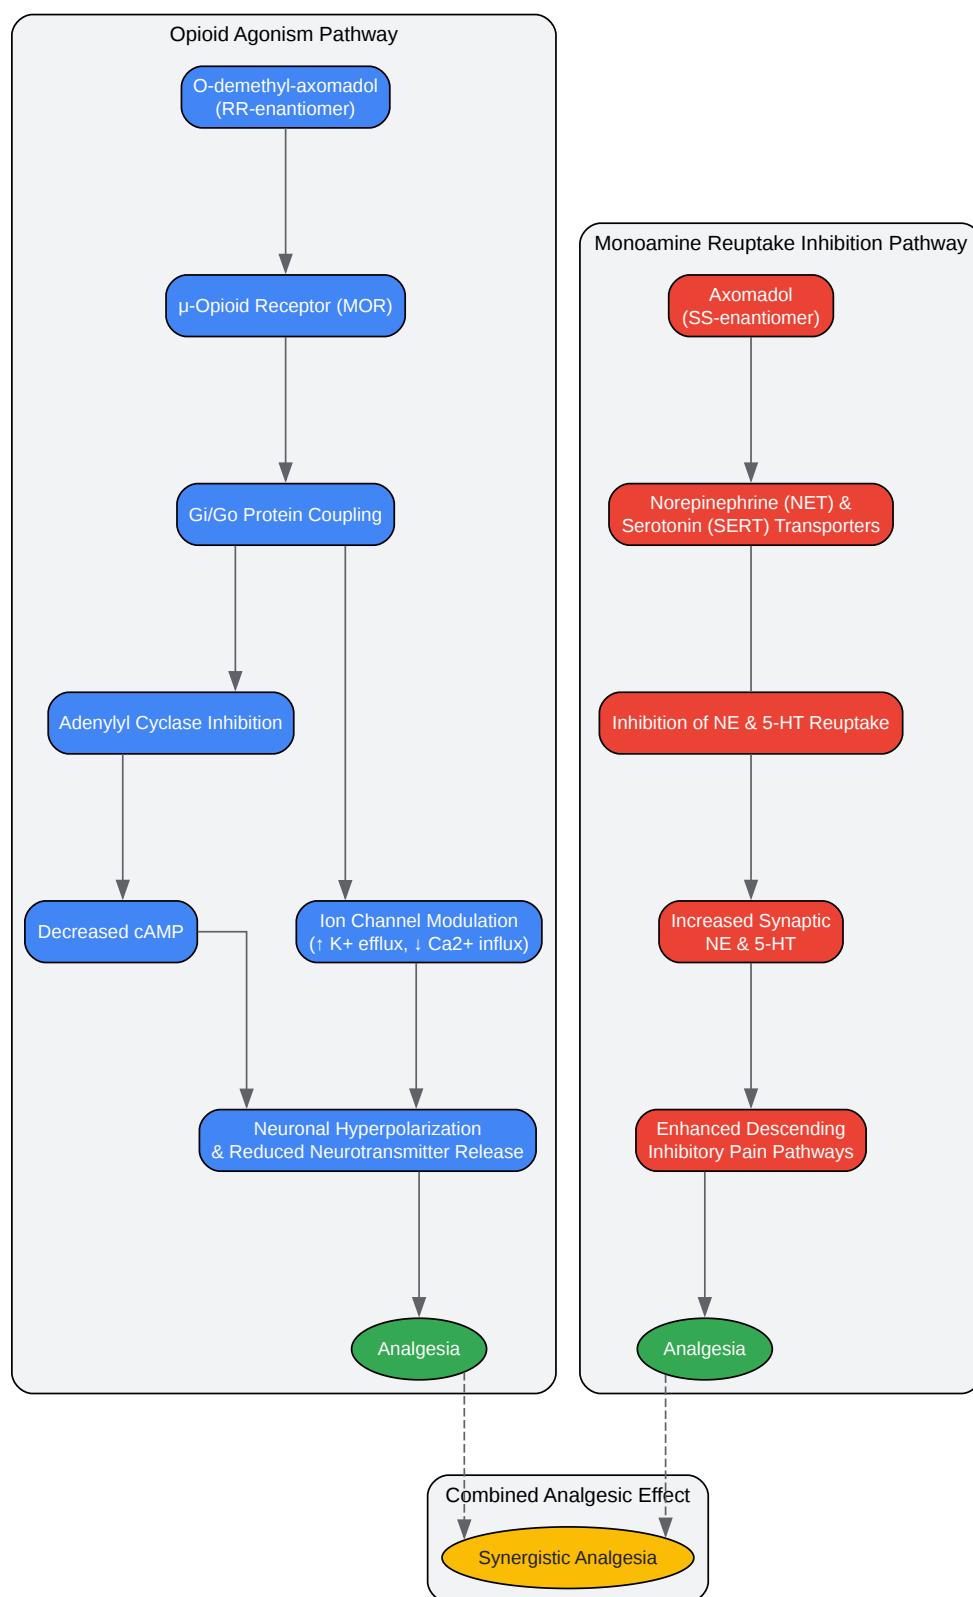 Opioid Agonism Pathway
O-demethyl-axomadol
(RR-enantiomer)
μ-Opioid Receptor (MOR)
Gi/Go Protein Coupling
Adenylyl Cyclase Inhibition
Decreased cAMP
Ion Channel Modulation
(↑ K+ efflux, ↓ Ca2+ influx)
Neuronal Hyperpolarization
& Reduced Neurotransmitter Release
Analgesia
Monoamine Reuptake Inhibition Pathway
Axomadol
(SS-enantiomer)
Norepinephrine (NET) &
Serotonin (SERT) Transporters
Inhibition of NE & 5-HT Reuptake
Increased Synaptic
NE & 5-HT
Enhanced Descending
Inhibitory Pain Pathways
Analgesia
Combined Analgesic Effect
Synergistic Analgesia